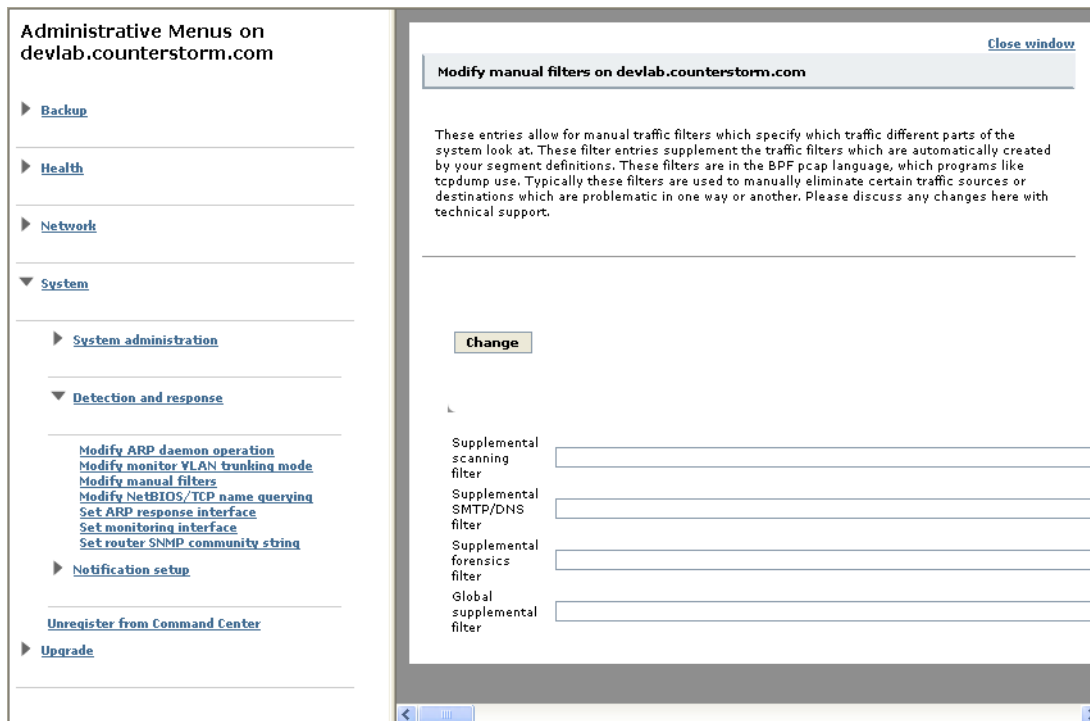 Administrative Menus on
devlab.counterstorm.com
Backup
Health
Network
System
System administration
Detection and response
Modify ARP daemon operation
Modify monitor VLAN trunking mode
Modify manual filters
Modify NetBIOS/TCP name querying
Set ARP response interface
Set monitoring interface
Set router SNMP community string
Notification setup
Unregister from Command Center
Upgrade
Close window
Modify manual filters on devlab.counterstorm.com
These entries allow for manual traffic filters which specify which traffic different parts of the
system look at. These filter entries supplement the traffic filters which are automatically created
by your segment definitions. These filters are in the BPF pcap language, which programs like
tcpdump use. Typically these filters are used to manually eliminate certain traffic sources or
destinations which are problematic in one way or another. Please discuss any changes here with
technical support.
Change
Supplemental
scanning
filter
Supplemental
SMTP/DNS
filter
Supplemental
forensics
filter
Global
supplemental
filter